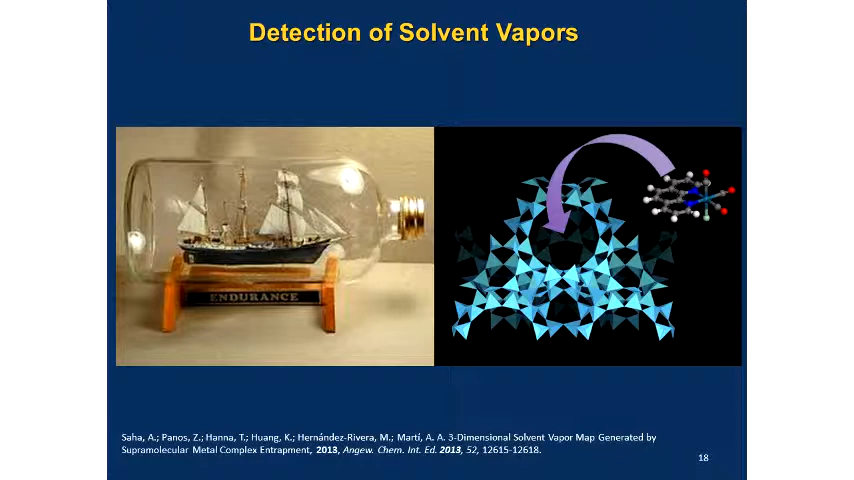 Detection of Solvent Vapors
ENDURANCE
Saha, A.; Panos, Z.; Hanna, T.; Huang, K.; Hernández-Rivera, M.; Martí, A. A. 3-Dimensional Solvent Vapor Map Generated by
Supramolecular Metal Complex Entrapment, 2013, Angew. Chem. Int. Ed. 2013, 52, 12615-12618.
18